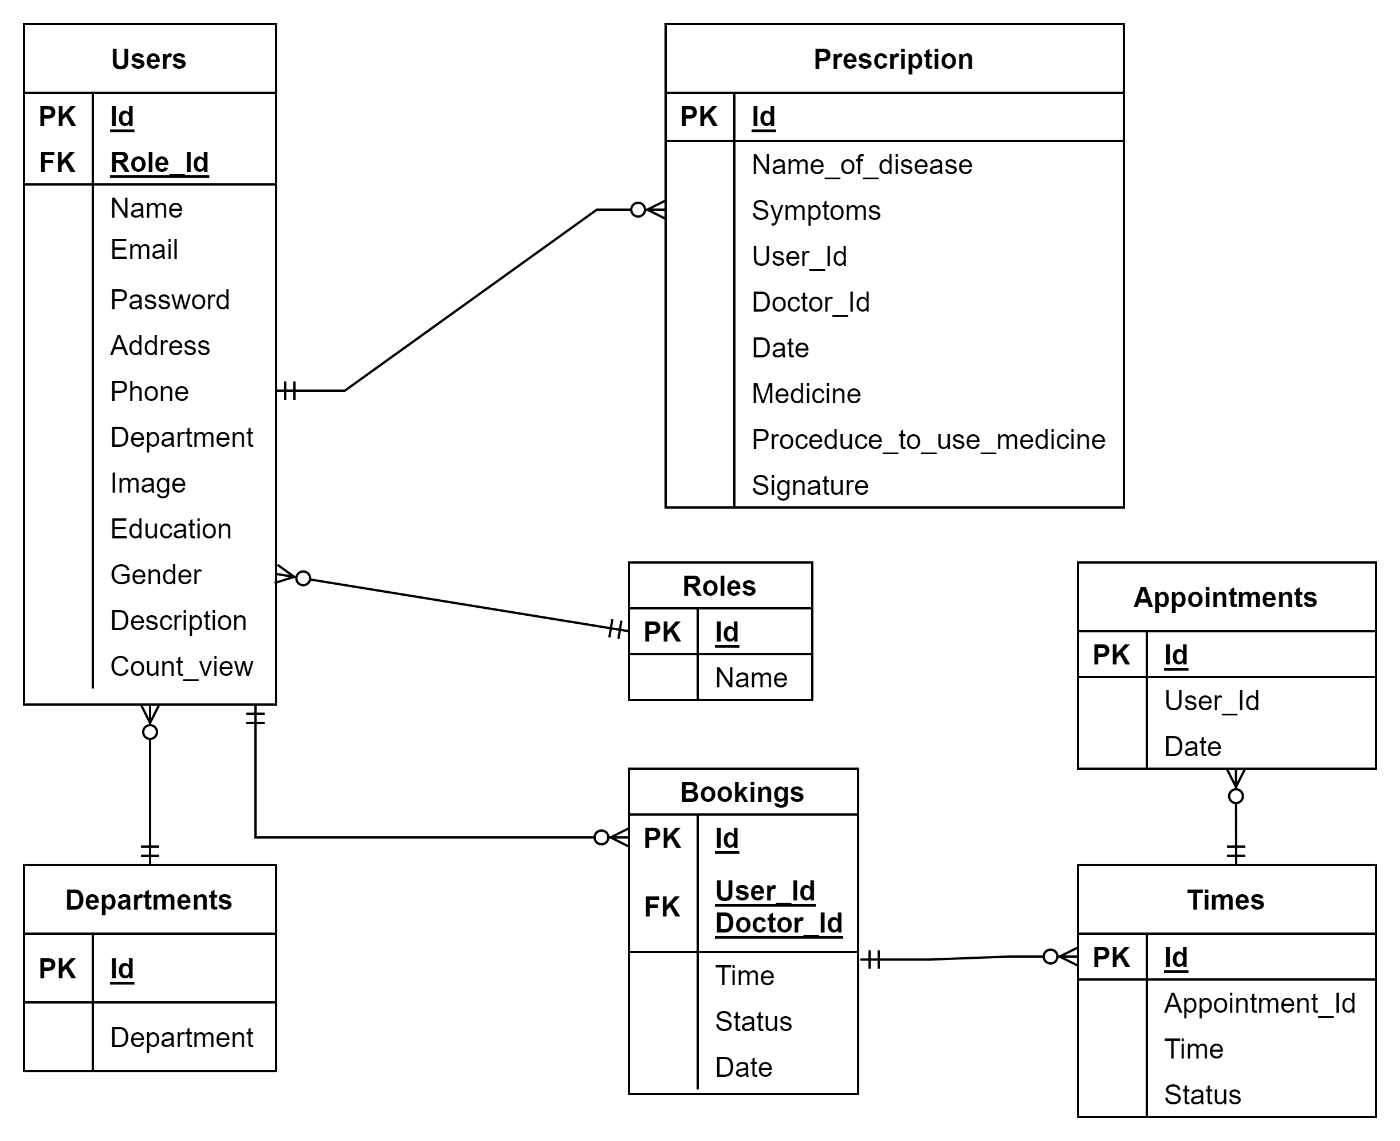 Users
PK Id
FK Role_Id
Name
Email
Password
Address
Phone
Department
Image
Education
Gender
Description
Count_view
Prescription
PK Id
Name_of_disease
Symptoms
User_Id
Doctor_Id
Date
Medicine
Proceduce_to_use_medicine
Signature
Roles
PK Id
Name
Appointments
PK Id
User_Id
Date
Departments
PK Id
Department
Bookings
PK Id
FK User_Id
Doctor_Id
Time
Status
Date
Times
PK Id
Appointment_Id
Time
Status